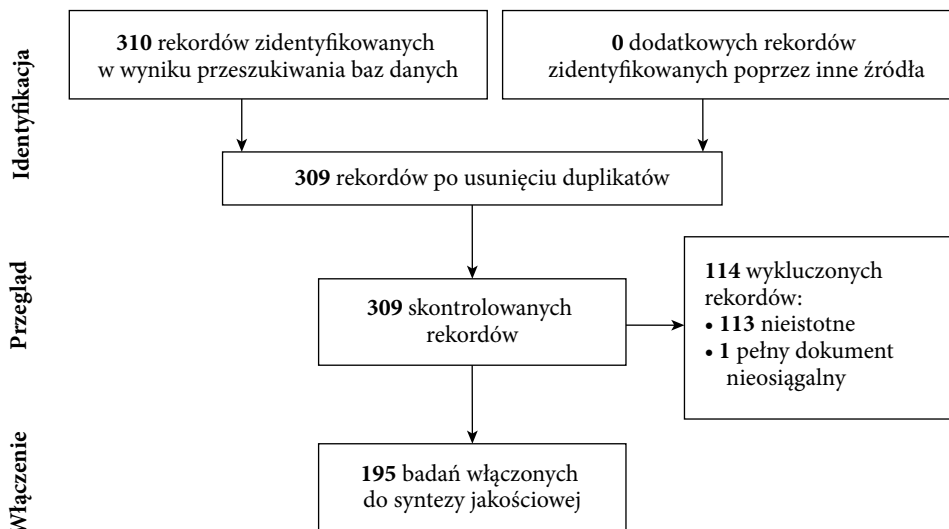 Identyfikacja
310 rekordów zidentyfikowanych
w wyniku przeszukiwania baz danych
0 dodatkowych rekordów
zidentyfikowanych poprzez inne źródła
309 rekordów po usunięciu duplikatów
Przegląd
309 skontrolowanych
rekordów
114 wykluczonych
rekordów:
• 113 nieistotne
• 1 pełny dokument
nieosiągalny
Włączenie
195 badań włączonych
do syntezy jakościowej